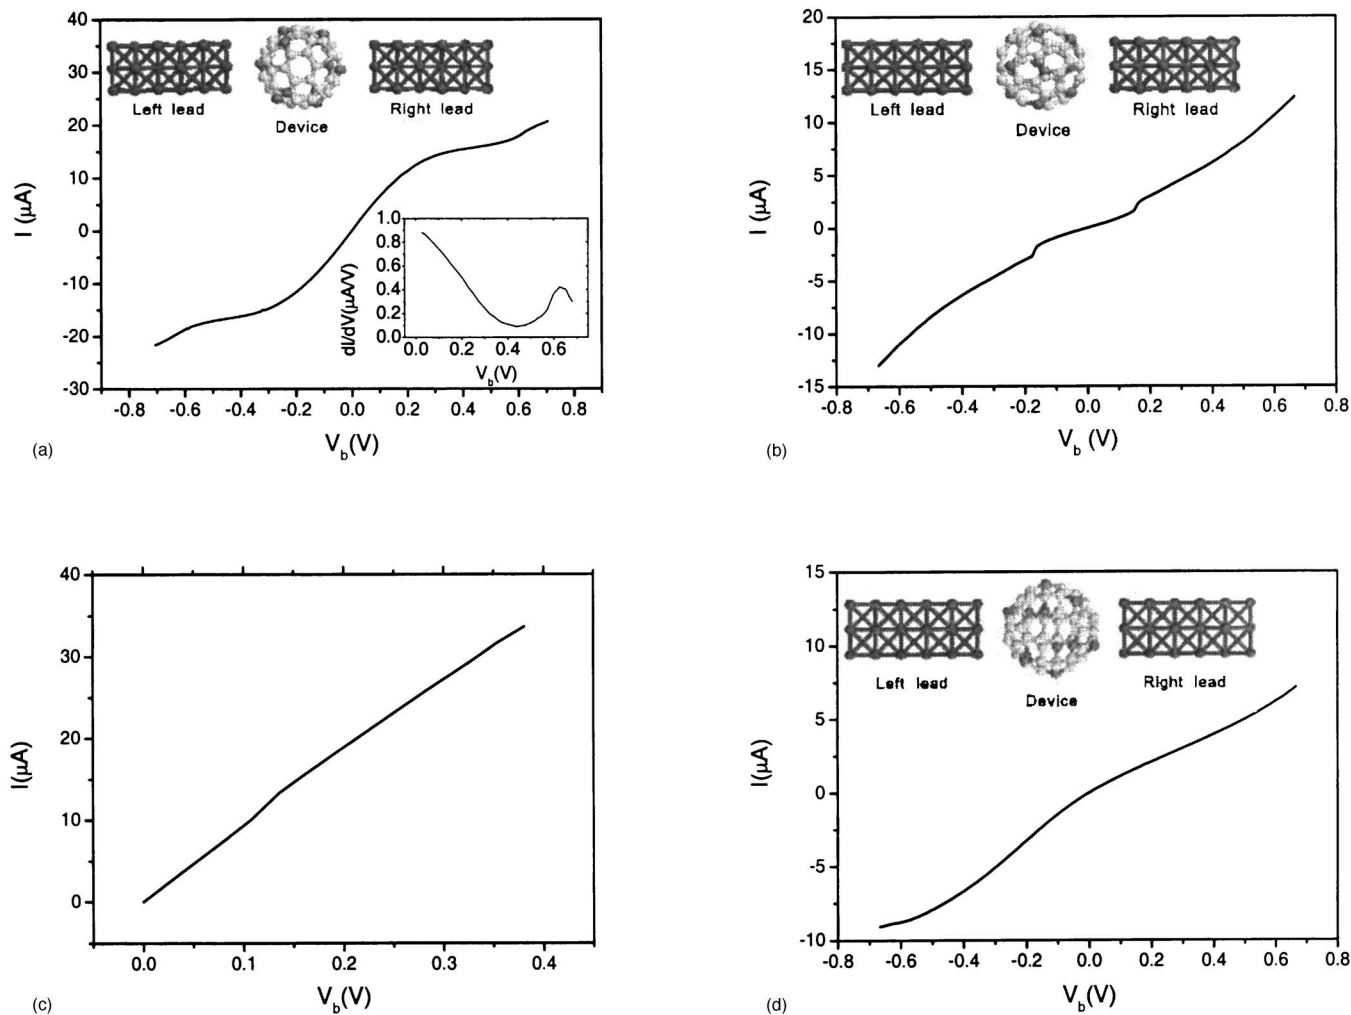 40
30
20
10
0
-10
-20
-30
I (μA)
Left lead
Device
Right lead
1.0
0.8
0.6
0.4
0.2
0.0
dI/dV(μA/V)
0.0 0.2 0.4 0.6
V_b(V)
-0.8 -0.6 -0.4 -0.2 0.0 0.2 0.4 0.6 0.8
V_b(V)
(a)
20
15
10
5
0
-5
-10
-15
I (μA)
Left lead
Device
Right lead
-0.8 -0.6 -0.4 -0.2 0.0 0.2 0.4 0.6 0.8
V_b (V)
(b)
40
30
20
10
0
I(μA)
0.0 0.1 0.2 0.3 0.4
V_b(V)
(c)
15
10
5
0
-5
-10
I(μA)
Left lead
Device
Right lead
-0.8 -0.6 -0.4 -0.2 0.0 0.2 0.4 0.6 0.8
V_b(V)
(d)